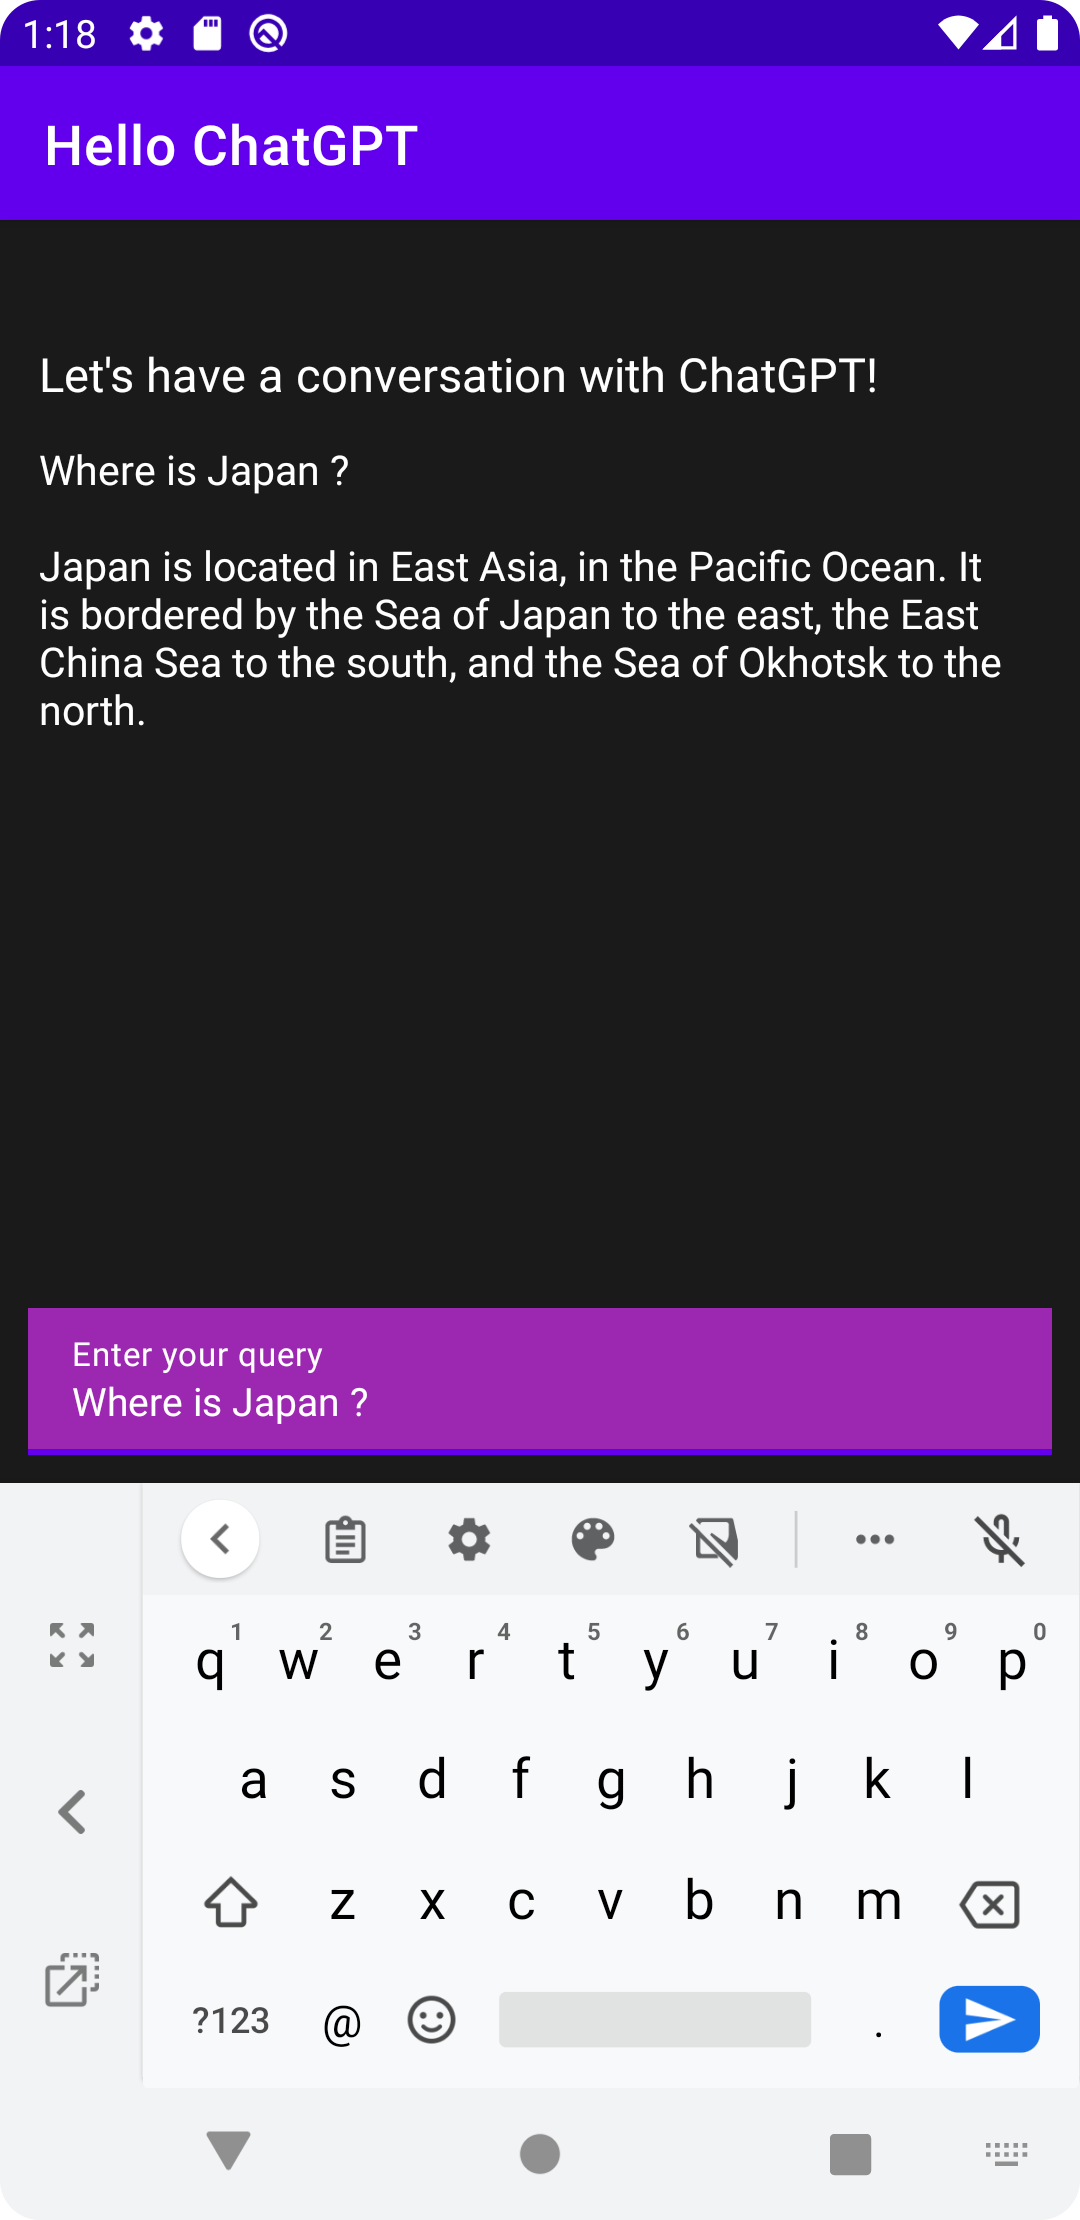 1:18
Hello ChatGPT
Let's have a conversation with ChatGPT!
Where is Japan ?
Japan is located in East Asia, in the Pacific Ocean. It
is bordered by the Sea of Japan to the east, the East
China Sea to the south, and the Sea of Okhotsk to the
north.
Enter your query
Where is Japan ?
1 2 3 4 5 6 7 8 9 0
q w e r t y u i o p
a s d f g h j k l
z x c v b n m
?123 @ .